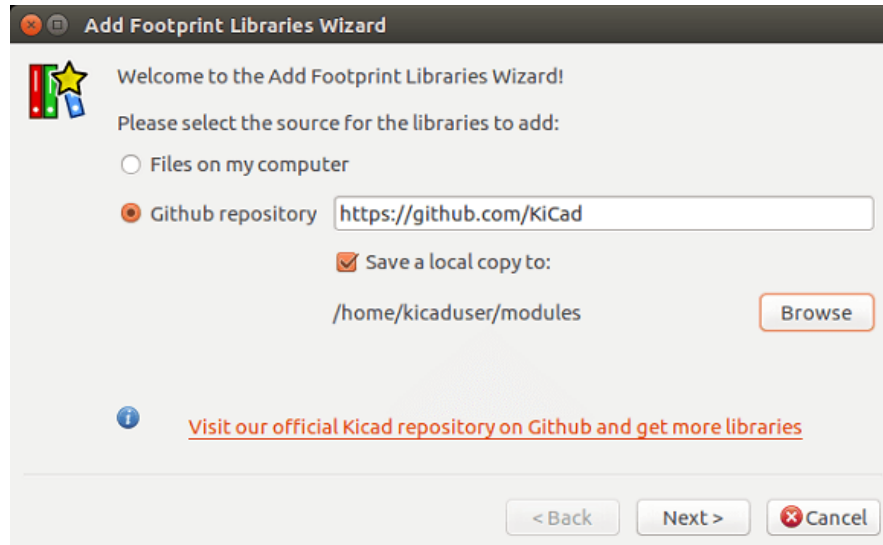 Add Footprint Libraries Wizard
Welcome to the Add Footprint Libraries Wizard!
Please select the source for the libraries to add:
Files on my computer
Github repository https://github.com/KiCad
Save a local copy to:
/home/kicaduser/modules Browse
Visit our official Kicad repository on Github and get more libraries
< Back Next > Cancel